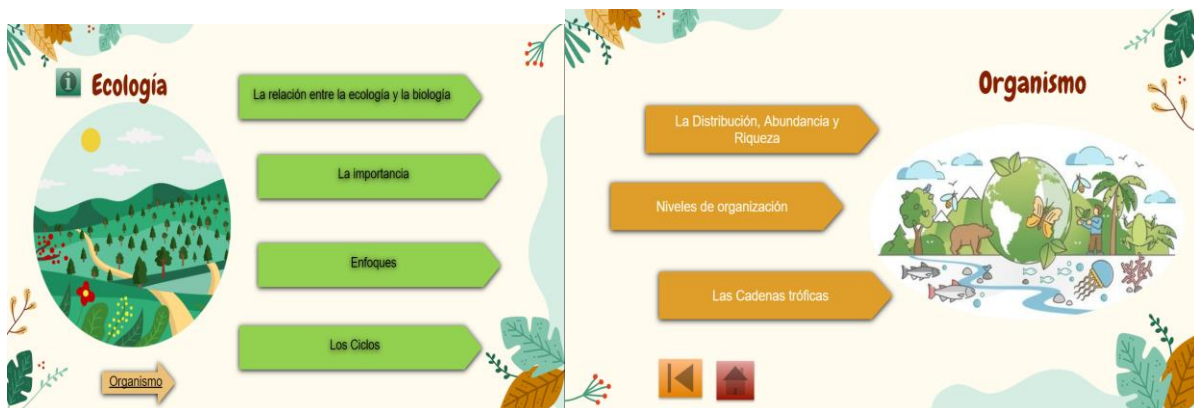 Ecología
La relación entre la ecología y la biología
La importancia
Enfoques
Los Ciclos
Organismo
Organismo
La Distribución, Abundancia y
Riqueza
Niveles de organización
Las Cadenas tróficas